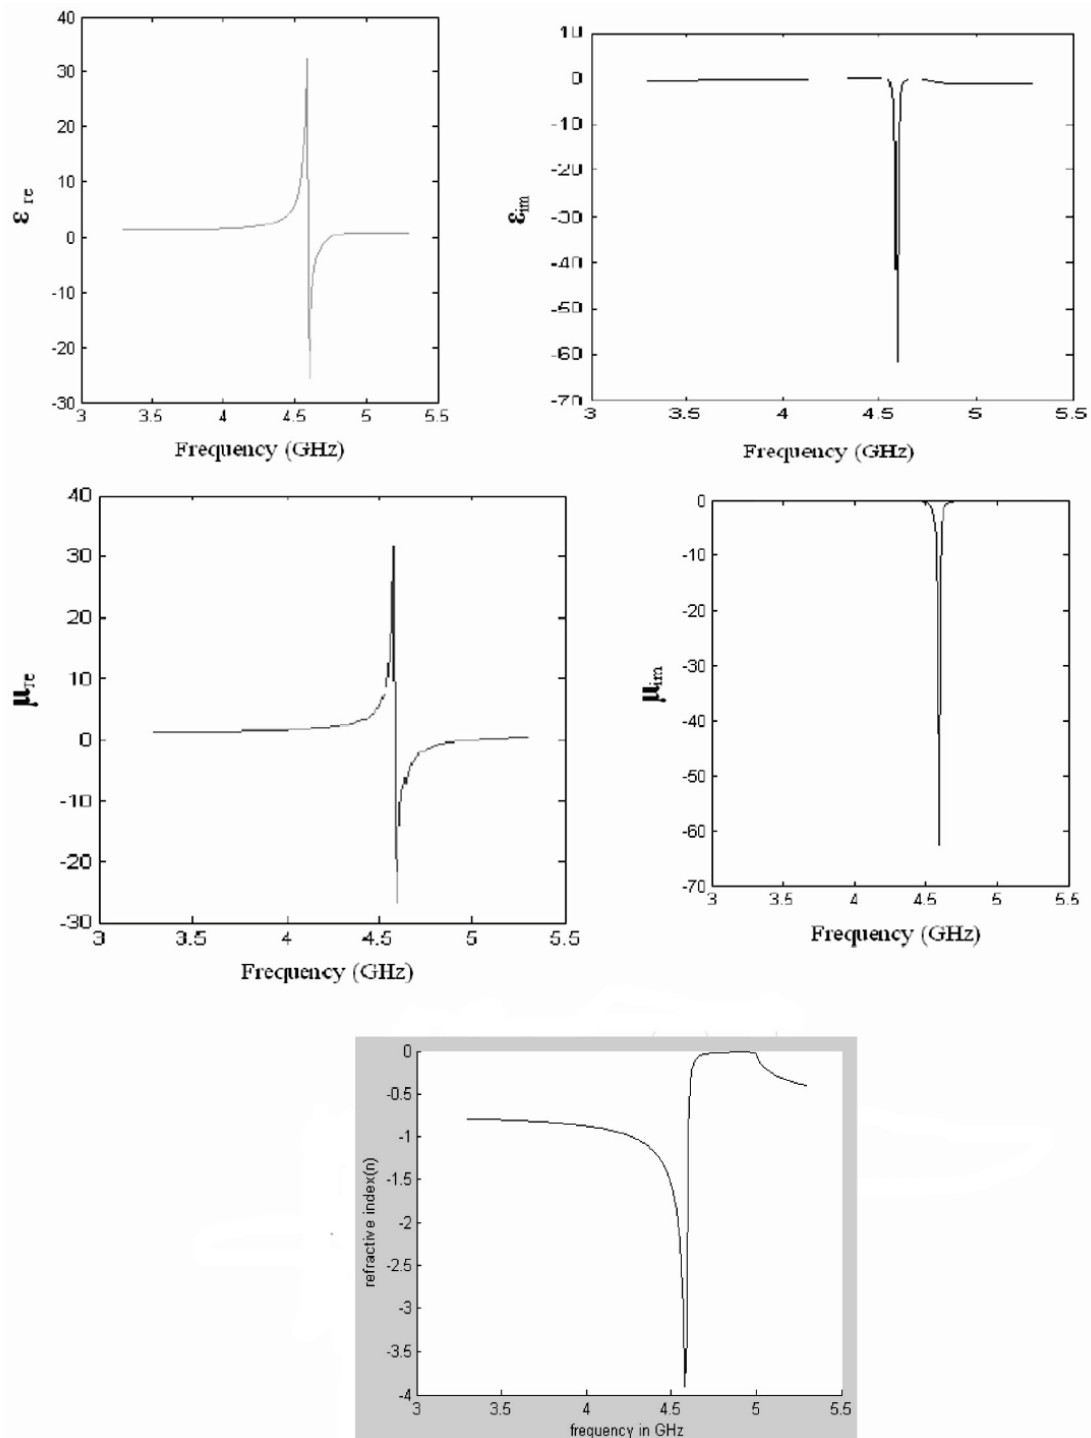 40
30
20
10
0
-10
-20
-30
3 3.5 4 4.5 5 5.5
ε re
Frequency (GHz)
10
0
-10
-20
-30
-40
-50
-60
-70
3 3.5 4 4.5 5 5.5
εim
Frequency (GHz)
40
30
20
10
0
-10
-20
-30
3 3.5 4 4.5 5 5.5
μre
Frequency (GHz)
0
-10
-20
-30
-40
-50
-60
-70
3 3.5 4 4.5 5 5.5
μim
Frequency (GHz)
0
-0.5
-1
-1.5
-2
-2.5
-3
-3.5
-4
3 3.5 4 4.5 5 5.5
refractive index(n)
frequency in GHz